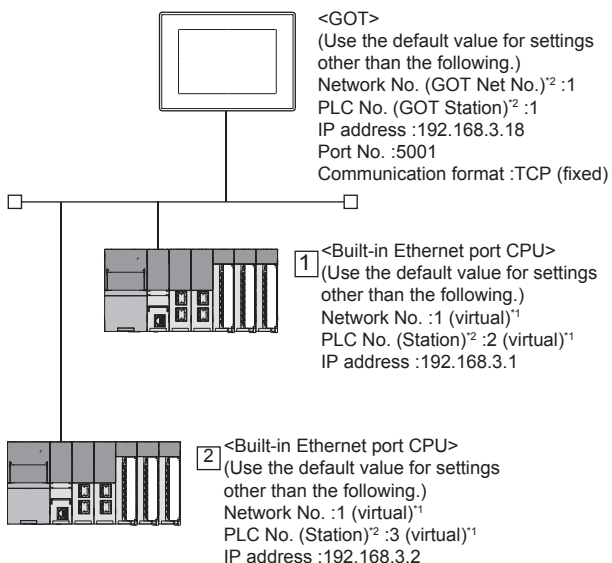 <GOT>
(Use the default value for settings
other than the following.)
Network No. (GOT Net No.)*2 :1
PLC No. (GOT Station)*2 :1
IP address :192.168.3.18
Port No. :5001
Communication format :TCP (fixed)
1
<Built-in Ethernet port CPU>
(Use the default value for settings
other than the following.)
Network No. :1 (virtual)*1
PLC No. (Station)*2 :2 (virtual)*1
IP address :192.168.3.1
2
<Built-in Ethernet port CPU>
(Use the default value for settings
other than the following.)
Network No. :1 (virtual)*1
PLC No. (Station)*2 :3 (virtual)*1
IP address :192.168.3.2